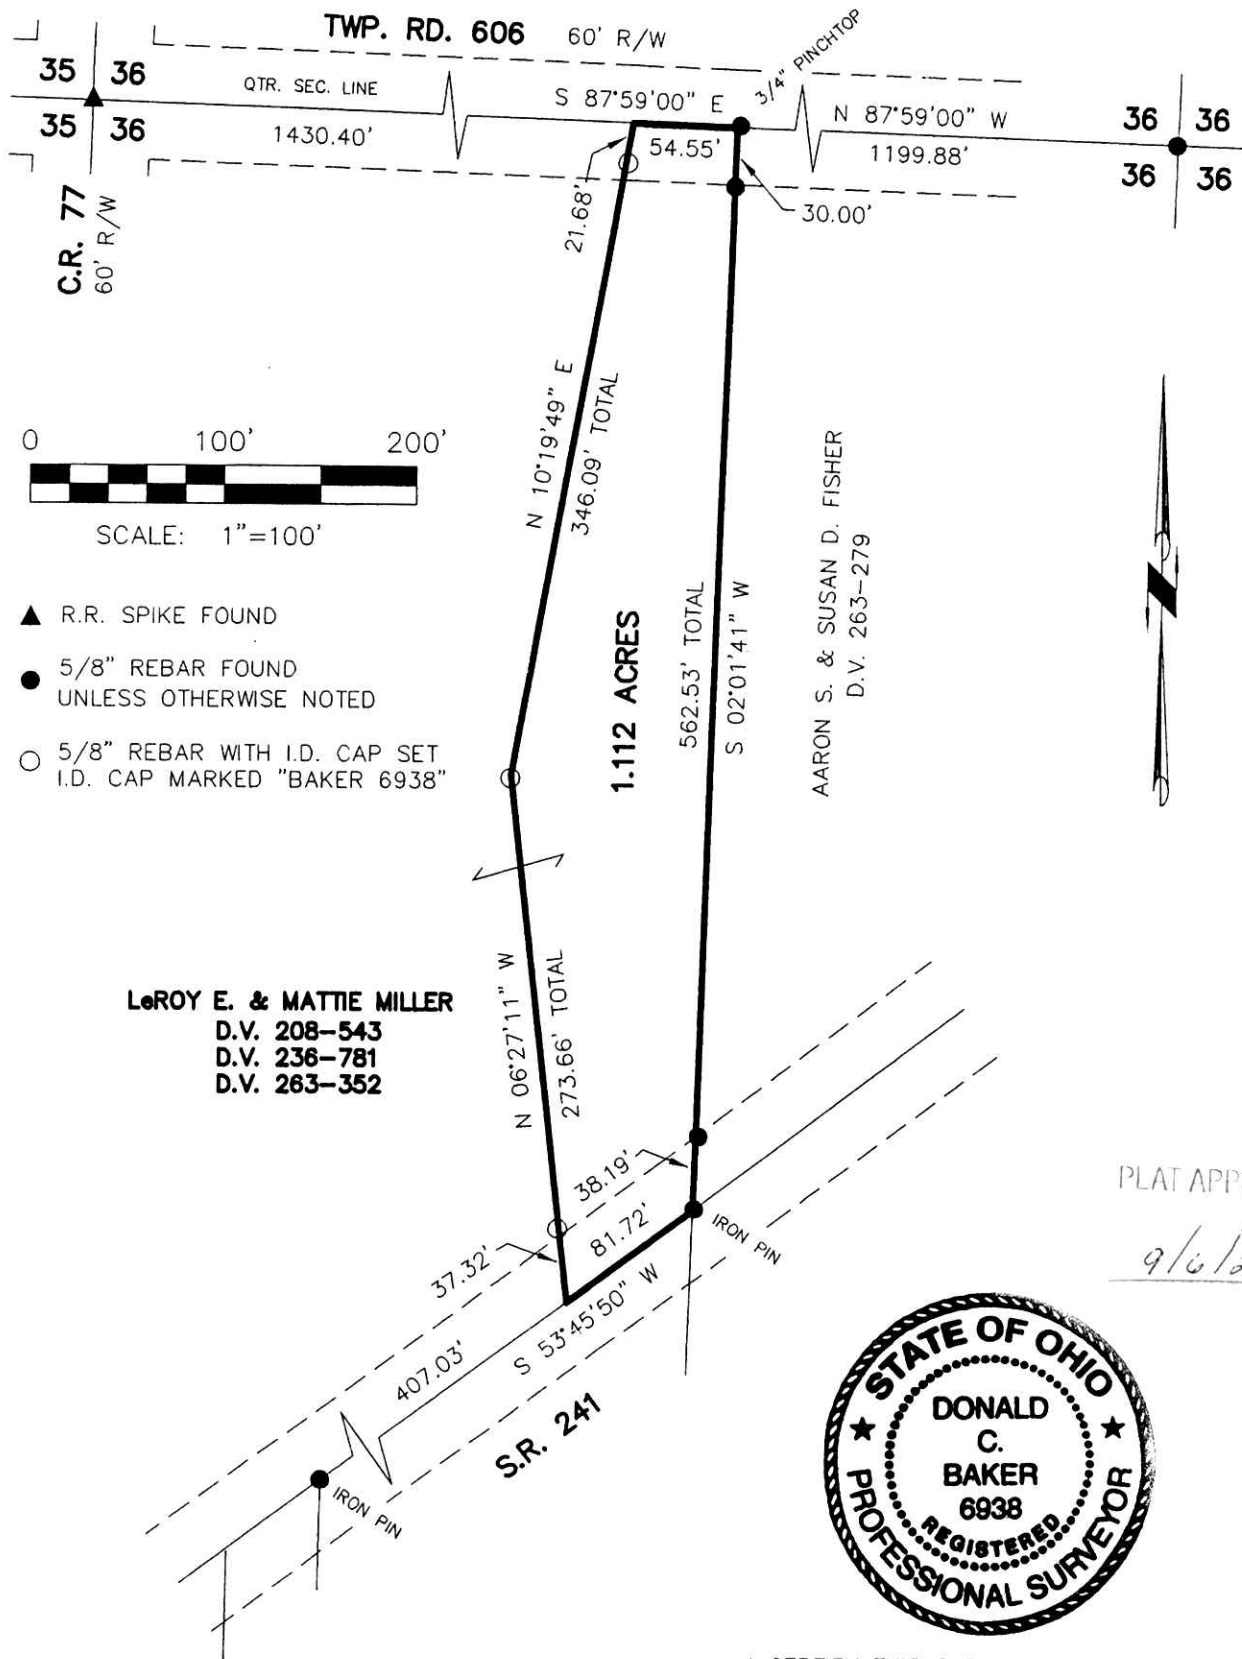 TWP. RD. 606 60' R/W
3/4" PINCHTOP
35 36
QTR. SEC. LINE
S 87°59'00" E
N 87°59'00" W
36 36
35 36
1430.40'
54.55'
1199.88'
36 36
C.R. 77
60' R/W
21.68'
30.00'
N 10°19'49" E
346.09' TOTAL
0 100' 200'
SCALE: 1"=100'
R.R. SPIKE FOUND
5/8" REBAR FOUND
UNLESS OTHERWISE NOTED
5/8" REBAR WITH I.D. CAP SET
I.D. CAP MARKED "BAKER 6938"
1.112 ACRES
562.53' TOTAL
S 02°01'41" W
AARON S. & SUSAN D. FISHER
D.V. 263-279
LeROY E. & MATTIE MILLER
D.V. 208-543
D.V. 236-781
D.V. 263-352
N 06°27'11" W
273.66' TOTAL
38.19'
81.72'
IRON PIN
37.32'
S 53°45'50" W
407.03'
S.R. 241
IRON PIN
PLAT APP
9/6/2
STATE OF OHIO
DONALD
C.
BAKER
6938
REGISTERED
PROFESSIONAL SURVEYOR